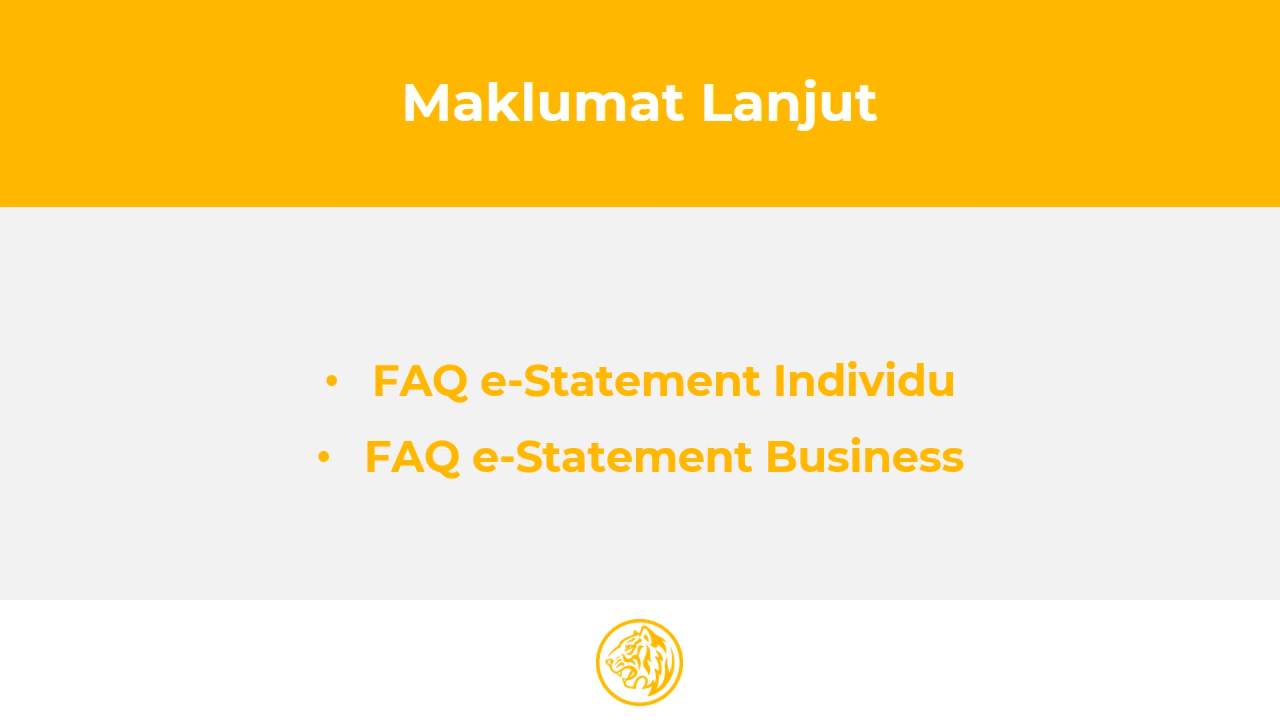 Maklumat Lanjut
• FAQ e-Statement Individu
• FAQ e-Statement Business